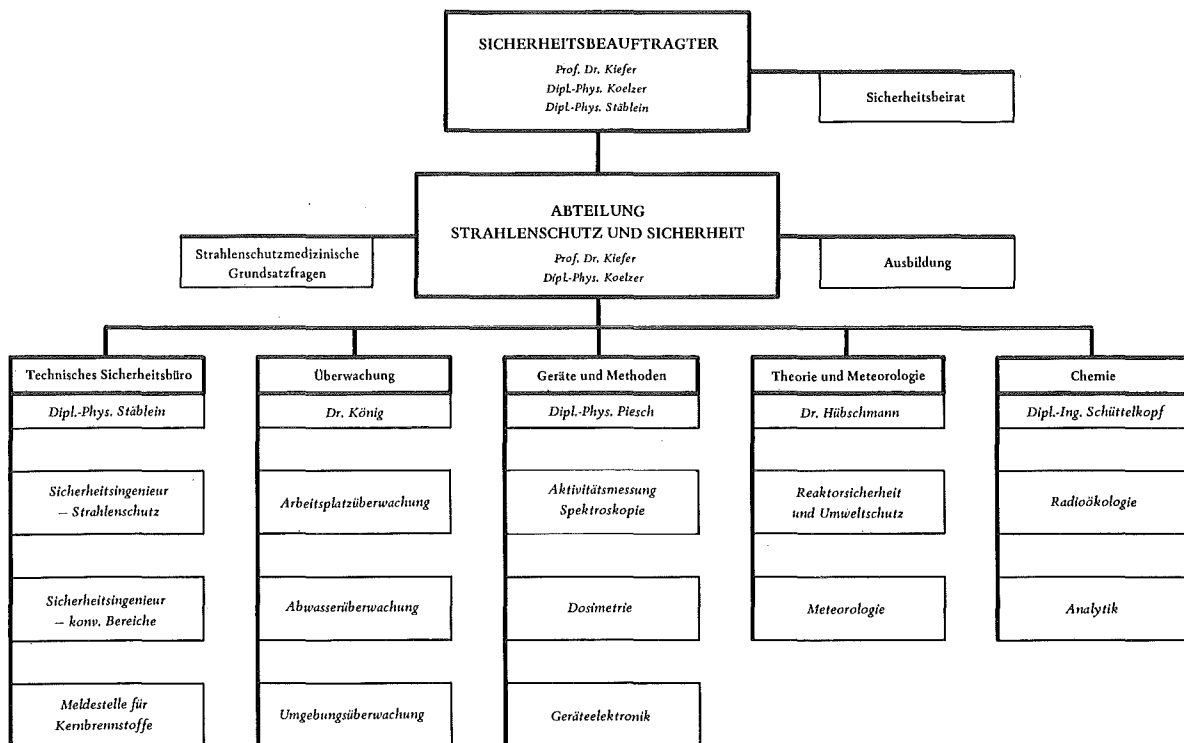 SICHERHEITSBEAUFTRAGTER
Prof. Dr. Kiefer
Dipl.-Phys. Koelzer
Dipl.-Phys. Stäblein
Sicherheitsbeirat
ABTEILUNG
STRAHLENSCHUTZ UND SICHERHEIT
Prof. Dr. Kiefer
Dipl.-Phys. Koelzer
Strahlenschutzmedizinische
Grundsatzfragen
Ausbildung
Technisches Sicherheitsbüro
Dipl.-Phys. Stäblein
Sicherheitsingenieur
– Strahlenschutz
Sicherheitsingenieur
– konv. Bereiche
Meldestelle für
Kernbrennstoffe
Überwachung
Dr. König
Arbeitsplatzüberwachung
Abwasserüberwachung
Umgebungsüberwachung
Geräte und Methoden
Dipl.-Phys. Piesch
Aktivitätsmessung
Spektroskopie
Dosimetrie
Geräteelektronik
Theorie und Meteorologie
Dr. Hübschmann
Reaktorsicherheit
und Umweltschutz
Meteorologie
Chemie
Dipl.-Ing. Schüttelkopf
Radioökologie
Analytik